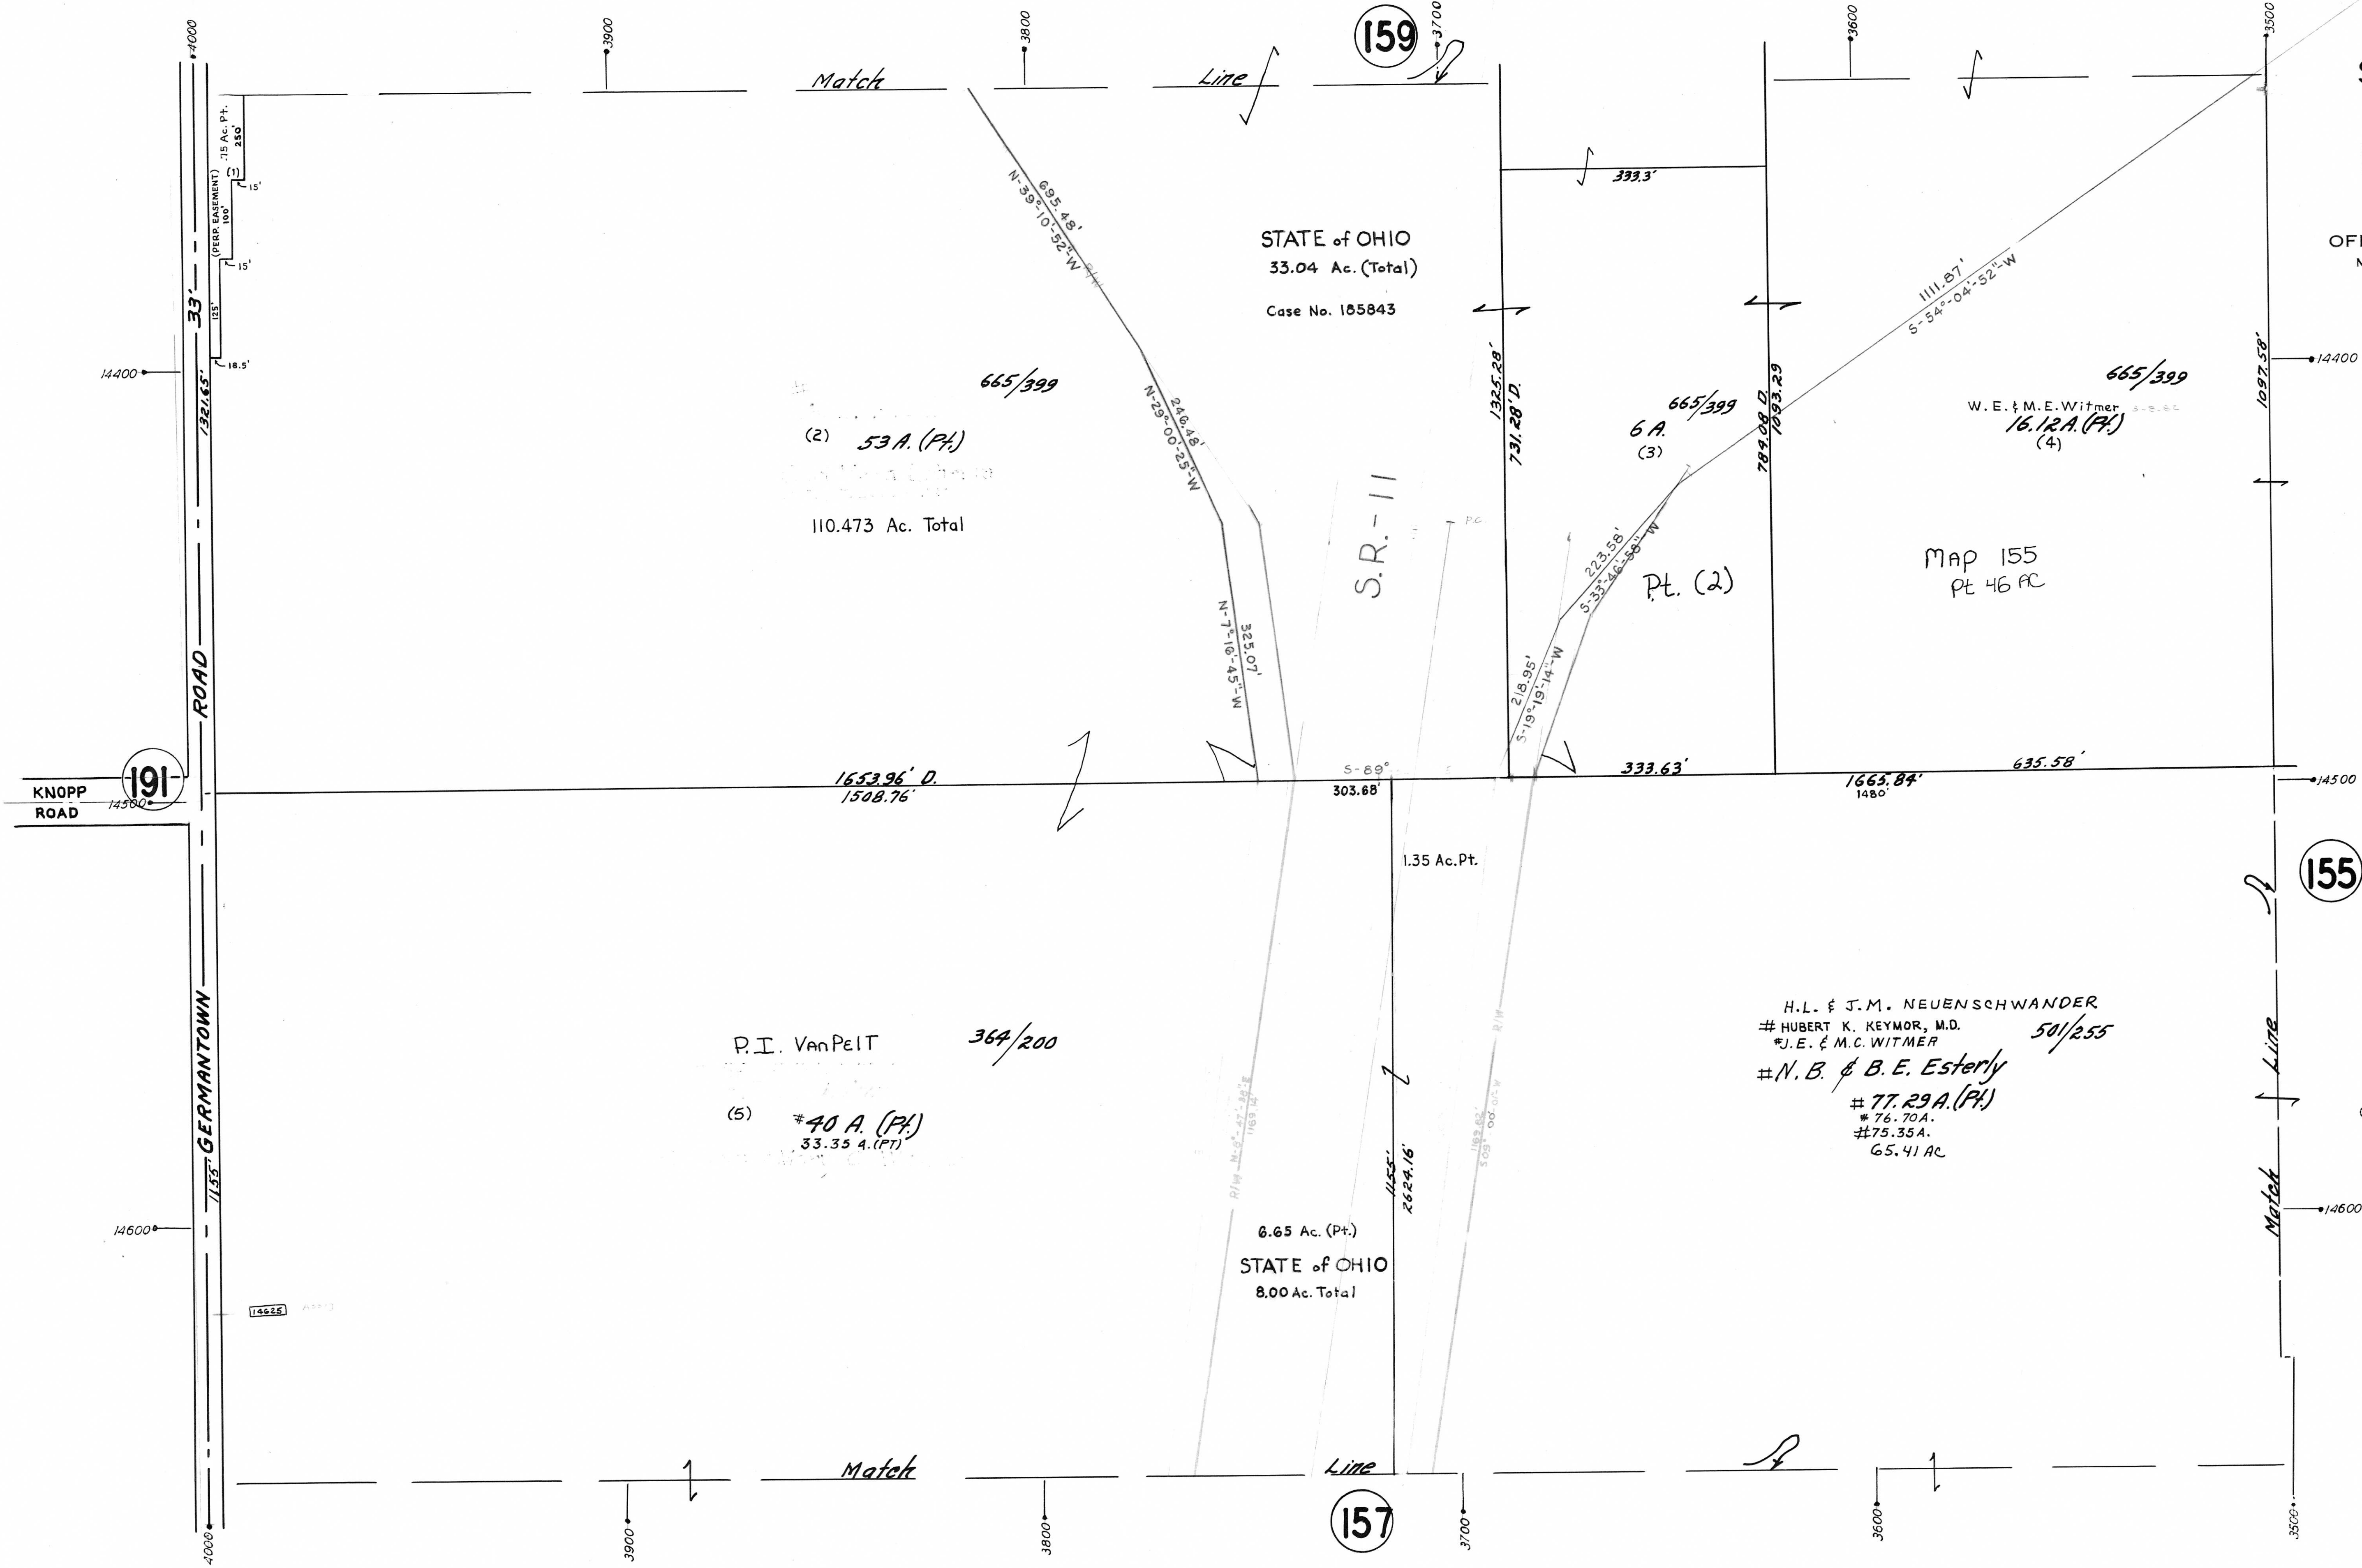 4000
3900
3800
159
3700
3600
3500
Match Line
.75 Ac. Pt.
250'
(1)
15'
(PERP. EASEMENT)
100'
15'
125'
18.5'
33'
1321.65'
14400
695.48'
N-39°-10'-52"-W
R/W
STATE of OHIO
33.04 Ac. (Total)
Case No. 185843
333.3'
1111.87'
S-54°-04'-52"-W
OFF
14400
1097.58'
665/399
246.48'
N-29°-00'-25"-W
1325.28'
731.28' D.
665/399
6 A.
(3)
784.08 D.
1093.29
665/399
W. E. & M. E. Witmer
16.12 A. (Pt.)
(4)
(2) 53 A. (Pt.)
110.473 Ac. Total
S.R.-11
P.C.
223.58'
S-33°-46'-58"-W
Pt. (2)
MAP 155
Pt 46 AC
325.07'
N-7°-16'-45"-W
218.95'
S-19°-19'-14"-W
ROAD
191
KNOPP
14500
ROAD
1653.96' D.
1508.76'
S-89°
303.68'
333.63'
1665.84'
1480'
635.58'
14500
1.35 Ac. Pt.
155
GERMANTOWN
1155'
P.I. VANPELT 364/200
(5) #40 A. (Pt.)
33.35 A. (PT)
R/W
1155'
2624.16'
R/W
H.L. & J.M. NEUENSCHWANDER
# HUBERT K. KEYMOR, M.D. 501/255
#J.E. & M.C. WITMER
#N.B. & B.E. Esterly
# 77.29 A. (Pt.)
# 76.70 A.
#75.35 A.
65.41 AC
Match Line
14600
6.65 Ac. (Pt.)
STATE of OHIO
8.00 Ac. Total
14600
14625
Match Line
157
4000
3900
3800
3700
3600
3500